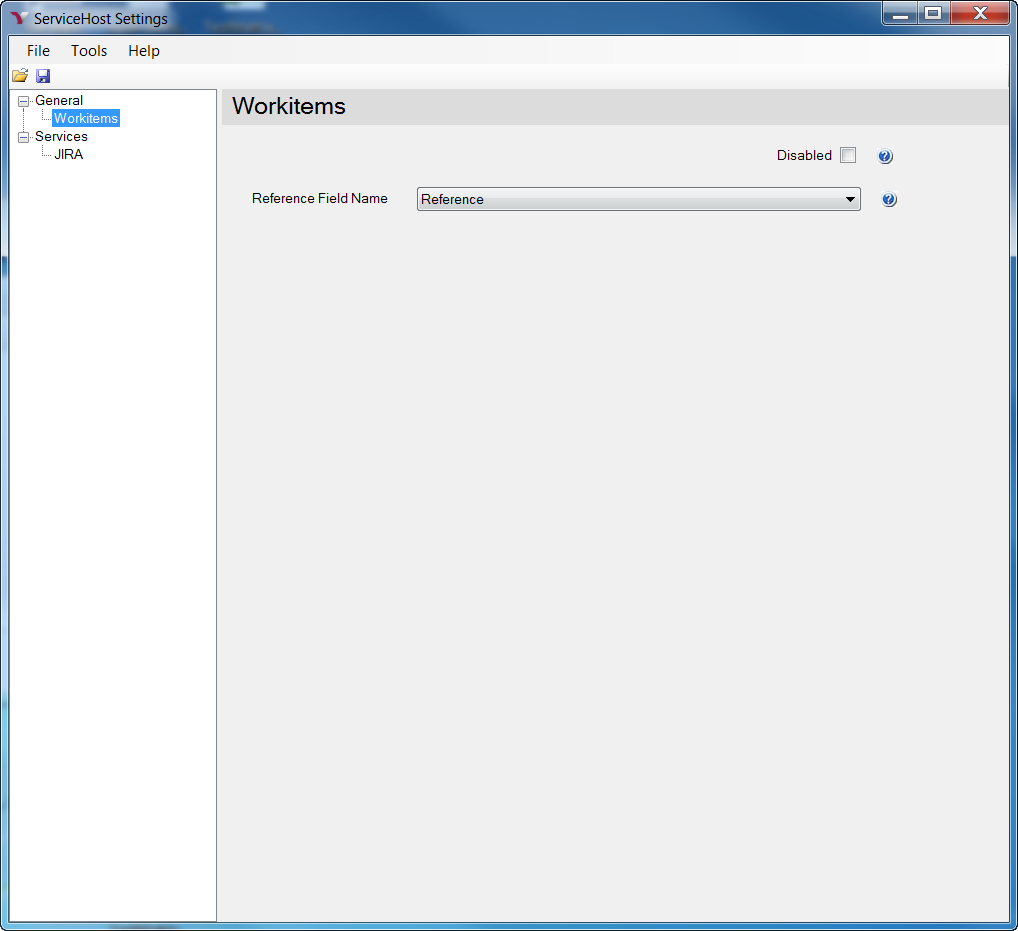 ServiceHost Settings
File Tools Help
General
Workitems
Services
JIRA
Workitems
Disabled
Reference Field Name Reference